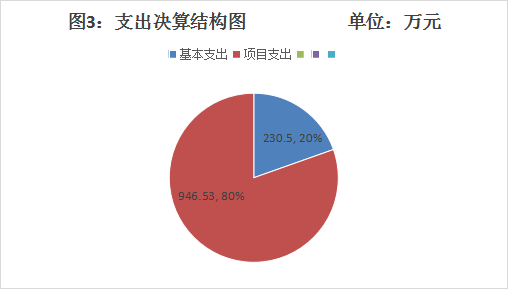 图3：支出决算结构图 单位：万元
基本支出 项目支出
230.5, 20%
946.53, 80%